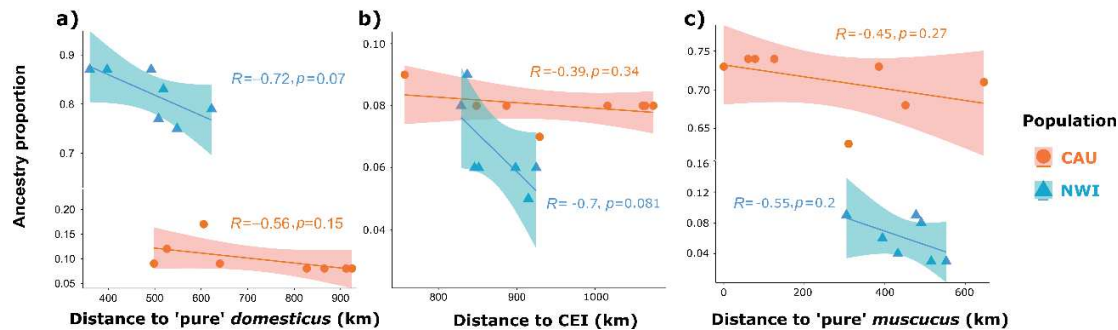 a)
b)
c)
Ancestry proportion
0.9
0.8
0.7
0.20
0.15
0.10
0.05
R=-0.72, p=0.07
R=-0.56, p=0.15
400 500 600 700 800 900
Distance to 'pure' domesticus (km)
0.10
0.08
0.06
0.04
R=-0.39, p=0.34
R= -0.7, p=0.081
800 900 1000
Distance to CEI (km)
0.75
0.70
0.65
0.16
0.12
0.08
0.04
R=-0.45, p=0.27
R=-0.55, p=0.2
0 200 400 600
Distance to 'pure' muscucus (km)
Population
CAU
NWI